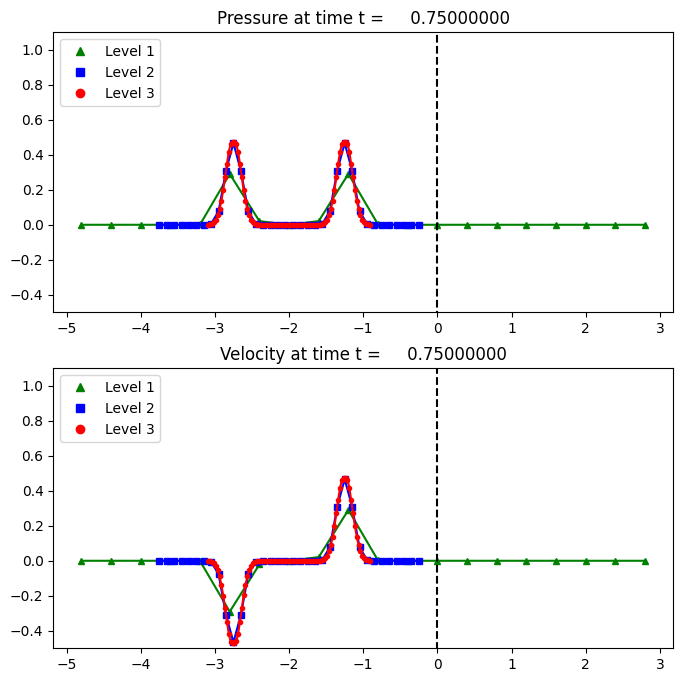 Pressure at time t =      0.75000000
1.0
0.8
0.6
0.4
0.2
0.0
−0.2
−0.4
Level 1
Level 2
Level 3
−5 −4 −3 −2 −1 0 1 2 3
Velocity at time t =      0.75000000
1.0
0.8
0.6
0.4
0.2
0.0
−0.2
−0.4
Level 1
Level 2
Level 3
−5 −4 −3 −2 −1 0 1 2 3